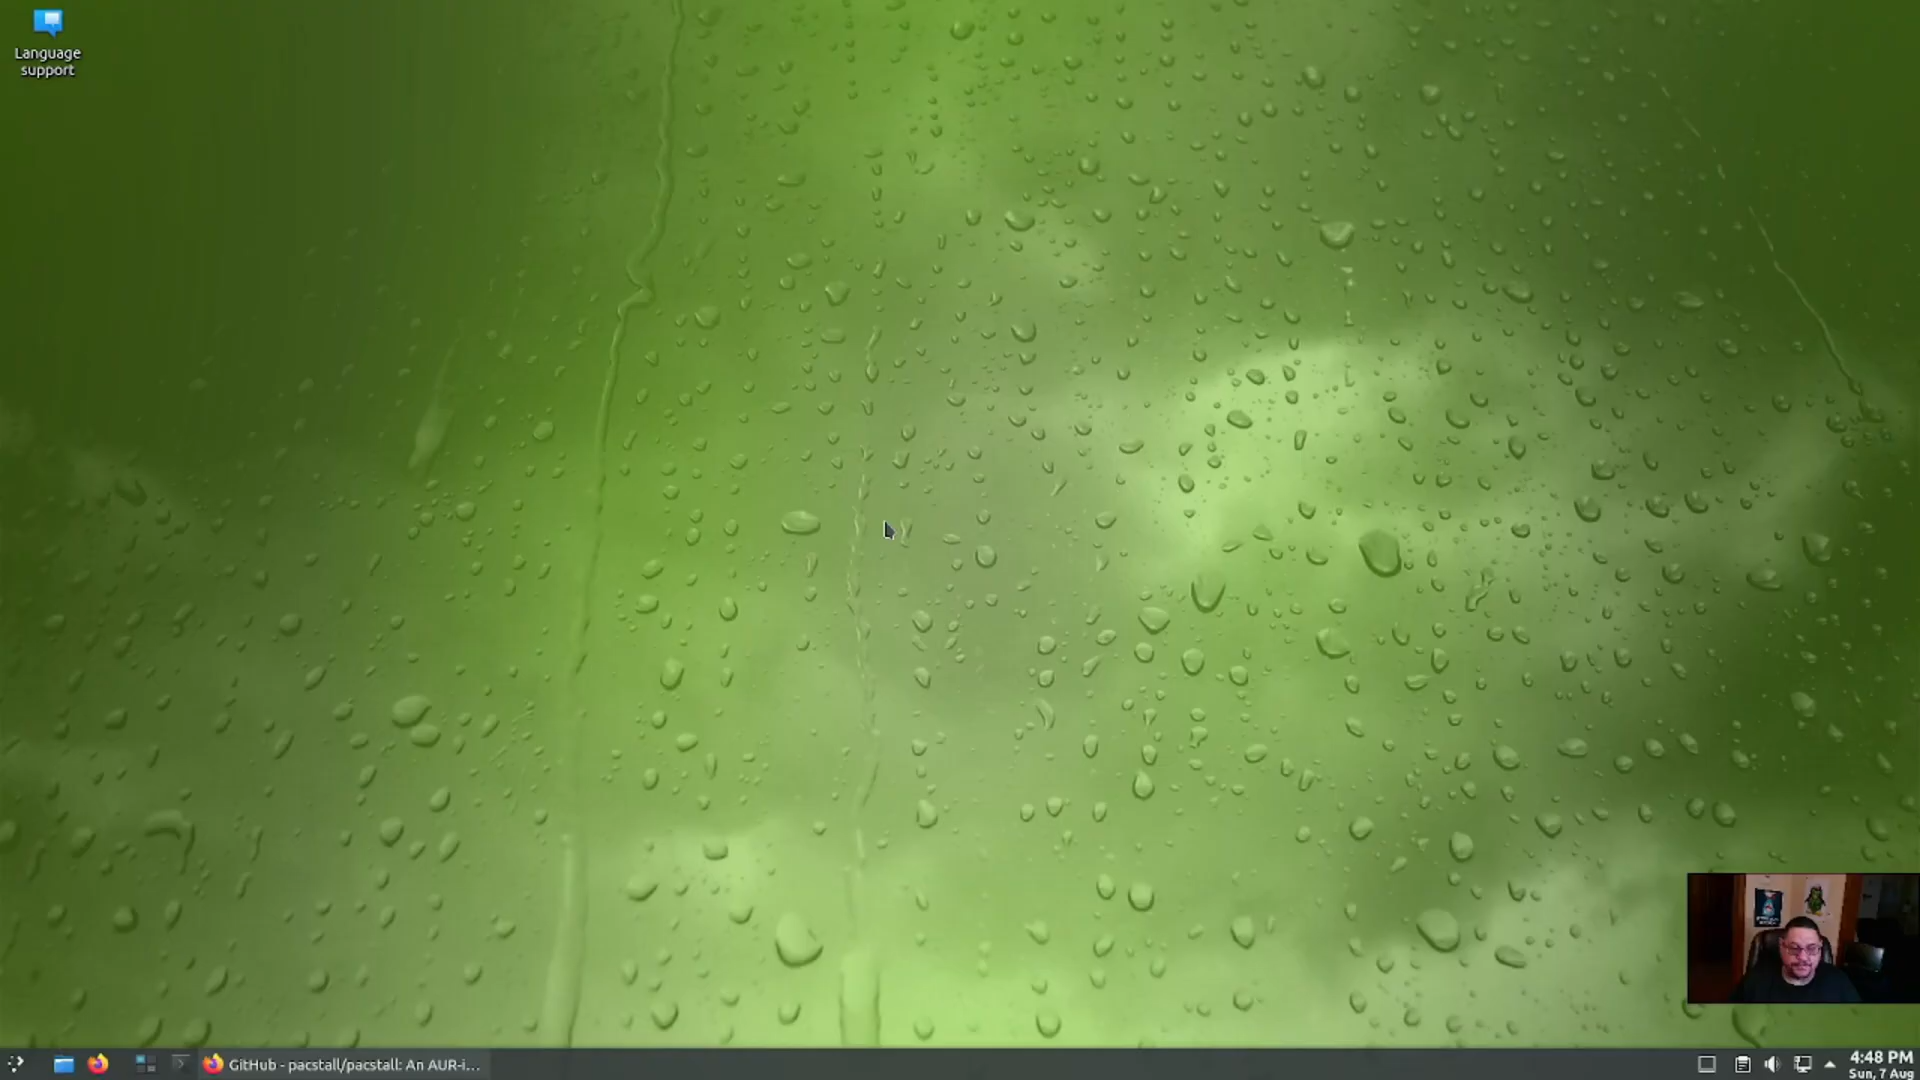 Language
support
GitHub - pacstall/pacstall: An AUR-i...
4:48 PM
Sun, 7 Aug